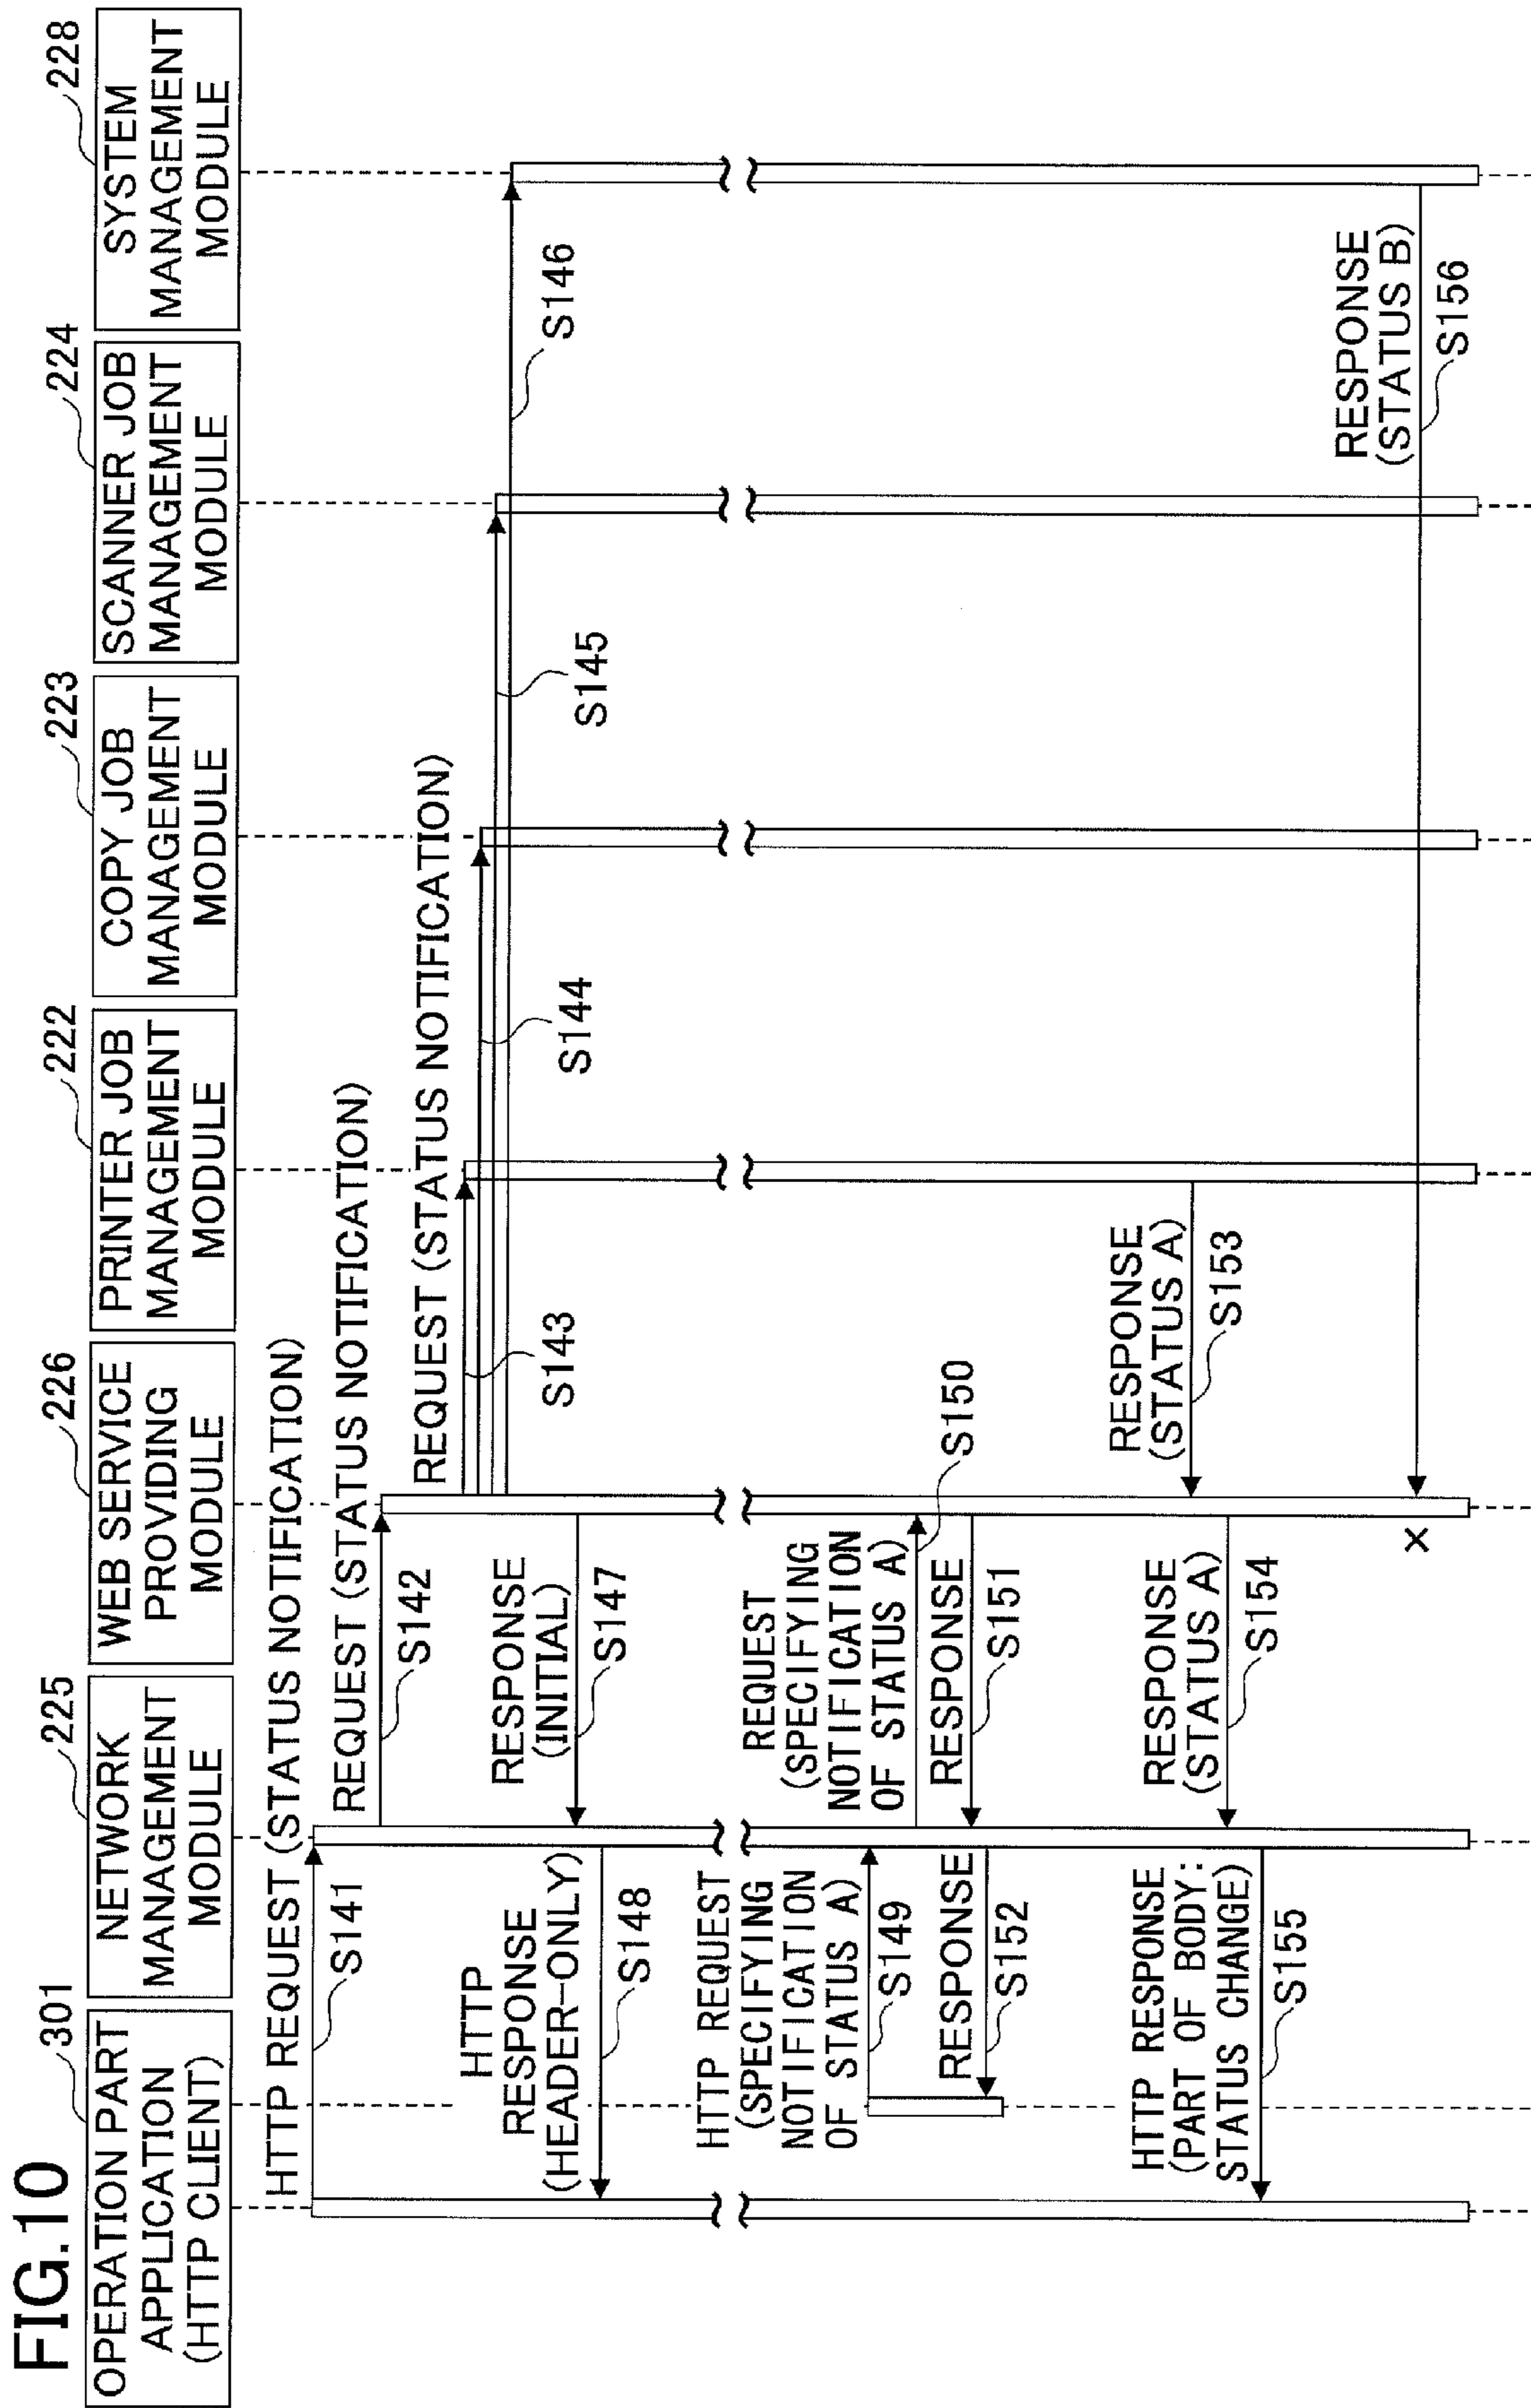 FIG.10
301
OPERATION PART
APPLICATION
(HTTP CLIENT)
225
NETWORK
MANAGEMENT
MODULE
226
WEB SERVICE
PROVIDING
MODULE
222
PRINTER JOB
MANAGEMENT
MODULE
223
COPY JOB
MANAGEMENT
MODULE
224
SCANNER JOB
MANAGEMENT
MODULE
228
SYSTEM
MANAGEMENT
MODULE
HTTP REQUEST (STATUS NOTIFICATION)
S141
REQUEST (STATUS NOTIFICATION)
S142
REQUEST (STATUS NOTIFICATION)
S143
S144
S145
S146
RESPONSE
(INITIAL)
S147
HTTP
RESPONSE
(HEADER-ONLY)
S148
HTTP REQUEST
(SPECIFYING
NOTIFICATION
OF STATUS A)
S149
REQUEST
(SPECIFYING
NOTIFICATION
OF STATUS A)
S150
RESPONSE
S151
RESPONSE
S152
RESPONSE
(STATUS A)
S153
RESPONSE
(STATUS A)
S154
HTTP RESPONSE
(PART OF BODY:
STATUS CHANGE)
S155
RESPONSE
(STATUS B)
S156
×